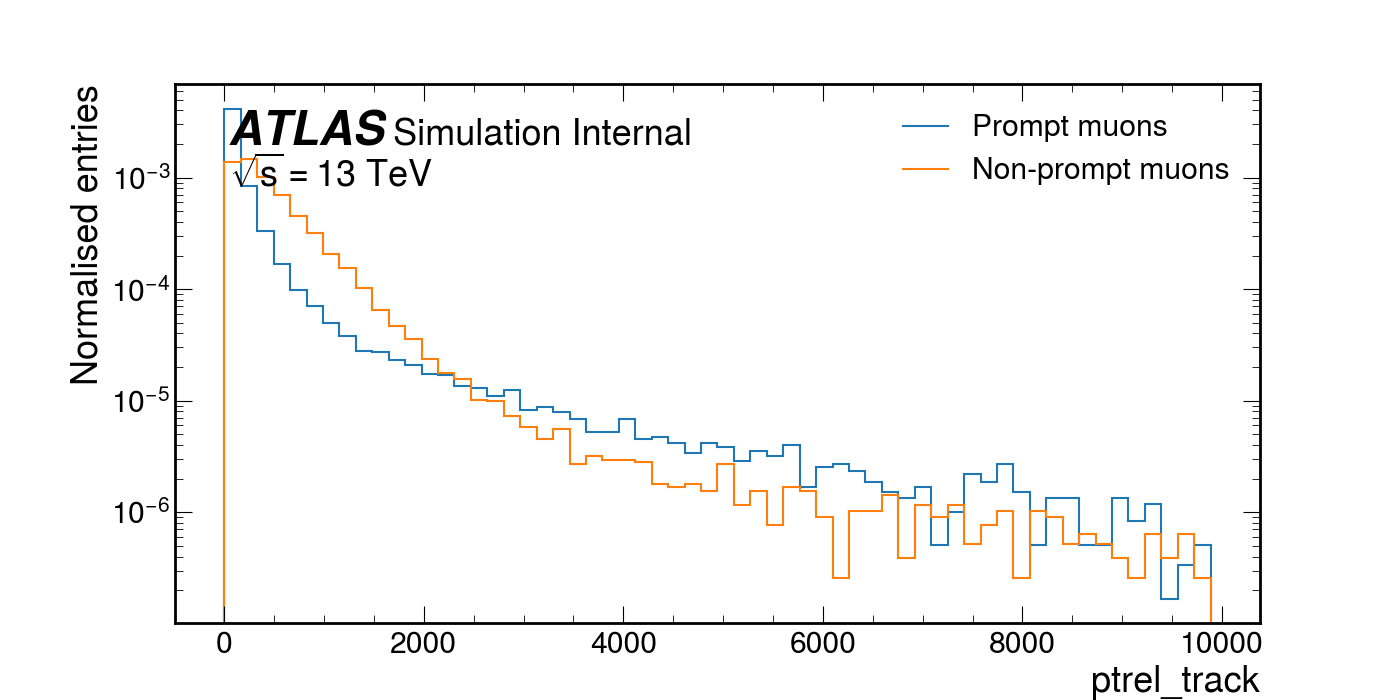 Normalised entries
ATLAS Simulation Internal
√s = 13 TeV
Prompt muons
Non-prompt muons
10⁻³
10⁻⁴
10⁻⁵
10⁻⁶
0 2000 4000 6000 8000 10000
ptrel_track